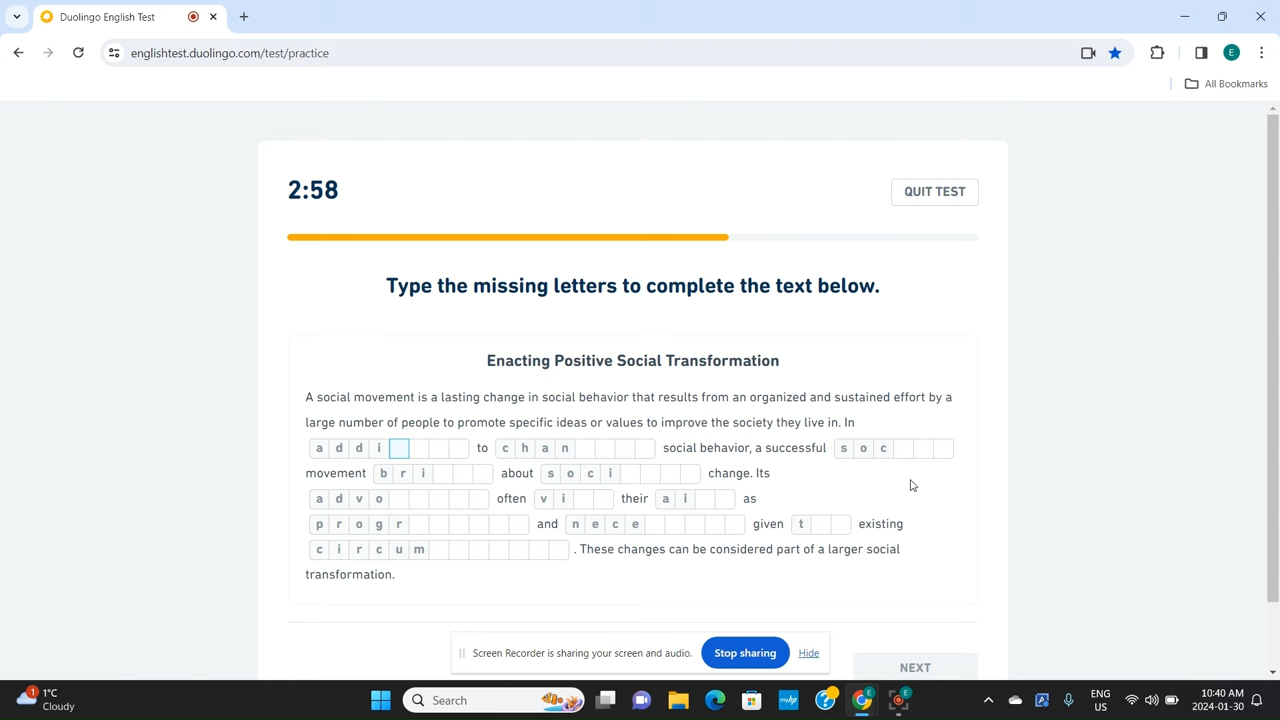 Duolingo English Test
englishtest.duolingo.com/test/practice
E
All Bookmarks
2:58
QUIT TEST
Type the missing letters to complete the text below.
Enacting Positive Social Transformation
A social movement is a lasting change in social behavior that results from an organized and sustained effort by a
large number of people to promote specific ideas or values to improve the society they live in. In
a d d i to c h a n social behavior, a successful s o c
movement b r i about s o c i change. Its
a d v o often v i their a i as
p r o g r and n e c e given t existing
c i r c u m . These changes can be considered part of a larger social
transformation.
Screen Recorder is sharing your screen and audio. Stop sharing Hide
NEXT
1 1°C
Cloudy
Search
ENG
US
10:40 AM
2024-01-30